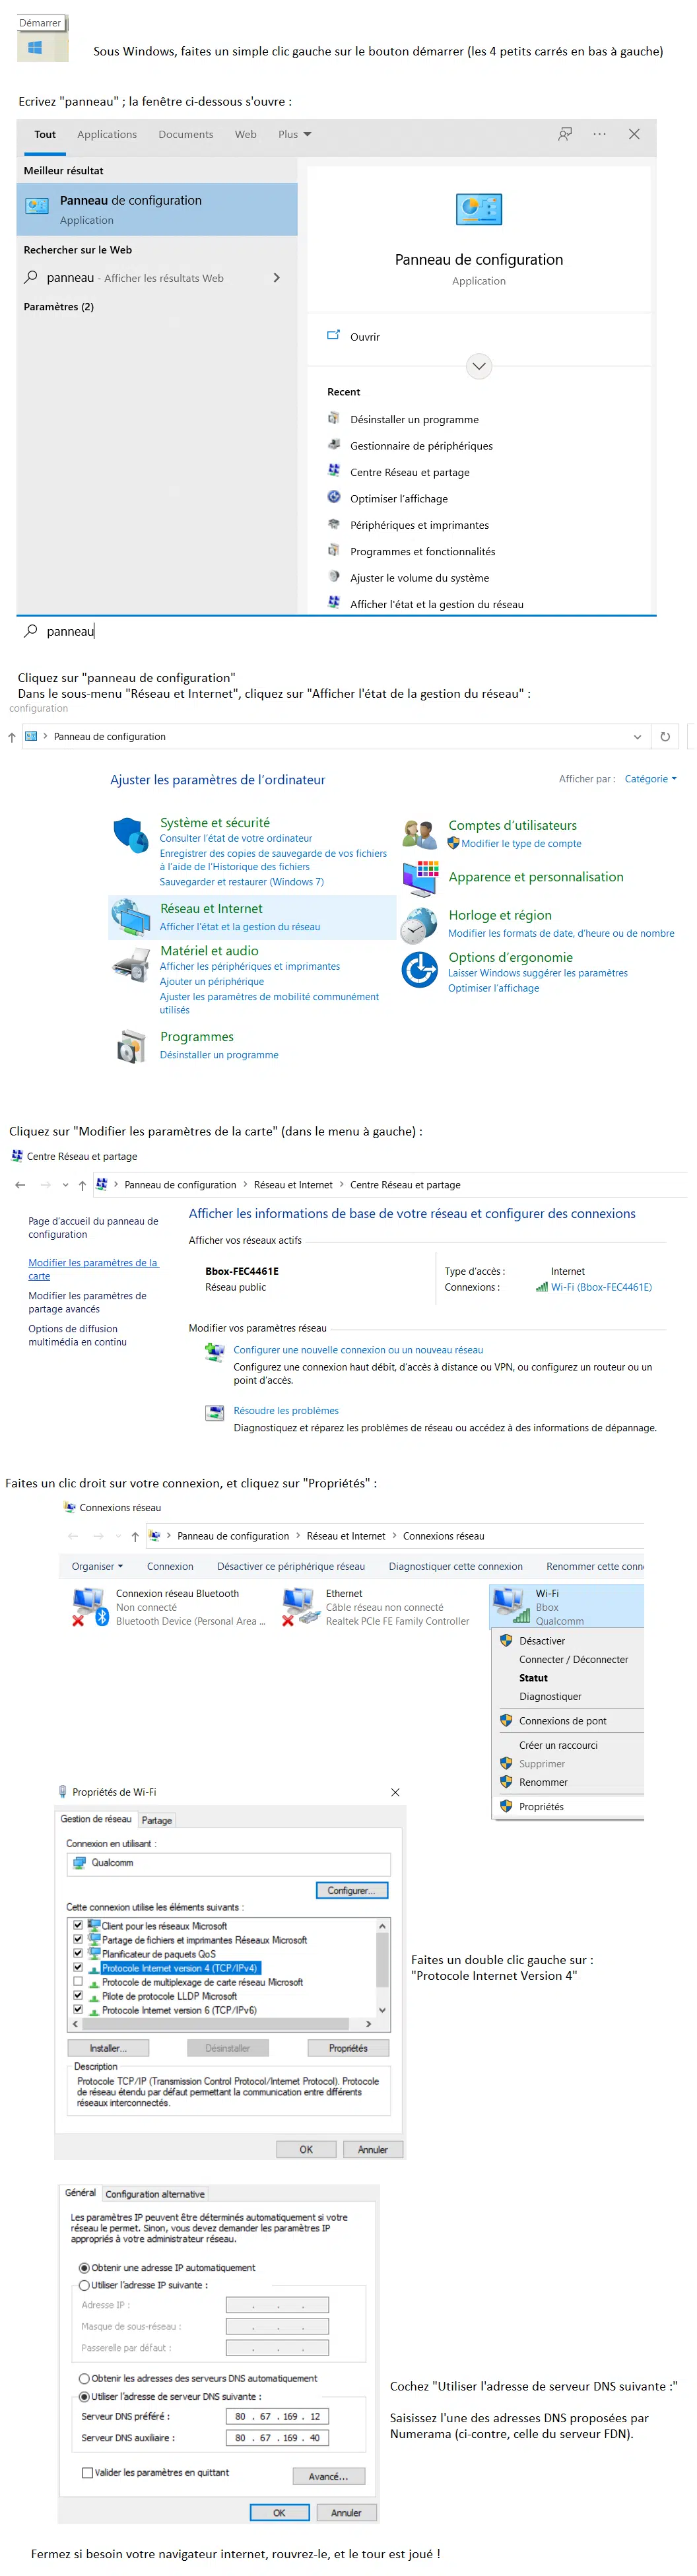 Démarrer
Sous Windows, faites un simple clic gauche sur le bouton démarrer (les 4 petits carrés en bas à gauche)
Ecrivez "panneau" ; la fenêtre ci-dessous s'ouvre :
Tout Applications Documents Web Plus
Meilleur résultat
Panneau de configuration
Application
Rechercher sur le Web
panneau - Afficher les résultats Web
Paramètres (2)
Panneau de configuration
Application
Ouvrir
Recent
Désinstaller un programme
Gestionnaire de périphériques
Centre Réseau et partage
Optimiser l'affichage
Périphériques et imprimantes
Programmes et fonctionnalités
Ajuster le volume du système
Afficher l'état et la gestion du réseau
panneau
Cliquez sur "panneau de configuration"
Dans le sous-menu "Réseau et Internet", cliquez sur "Afficher l'état de la gestion du réseau" :
configuration
Panneau de configuration
Ajuster les paramètres de l'ordinateur
Afficher par : Catégorie
Système et sécurité
Consulter l'état de votre ordinateur
Enregistrer des copies de sauvegarde de vos fichiers
à l'aide de l'Historique des fichiers
Sauvegarder et restaurer (Windows 7)
Réseau et Internet
Afficher l'état et la gestion du réseau
Matériel et audio
Afficher les périphériques et imprimantes
Ajouter un périphérique
Ajuster les paramètres de mobilité communément
utilisés
Programmes
Désinstaller un programme
Comptes d'utilisateurs
Modifier le type de compte
Apparence et personnalisation
Horloge et région
Modifier les formats de date, d'heure ou de nombre
Options d'ergonomie
Laisser Windows suggérer les paramètres
Optimiser l'affichage
Cliquez sur "Modifier les paramètres de la carte" (dans le menu à gauche) :
Centre Réseau et partage
Panneau de configuration > Réseau et Internet > Centre Réseau et partage
Page d'accueil du panneau de
configuration
Modifier les paramètres de la
carte
Modifier les paramètres de
partage avancés
Options de diffusion
multimédia en continu
Afficher les informations de base de votre réseau et configurer des connexions
Afficher vos réseaux actifs
Bbox-FEC4461E
Réseau public
Type d'accès : Internet
Connexions : Wi-Fi (Bbox-FEC4461E)
Modifier vos paramètres réseau
Configurer une nouvelle connexion ou un nouveau réseau
Configurez une connexion haut débit, d'accès à distance ou VPN, ou configurez un routeur ou un
point d'accès.
Résoudre les problèmes
Diagnostiquez et réparez les problèmes de réseau ou accédez à des informations de dépannage.
Faites un clic droit sur votre connexion, et cliquez sur "Propriétés" :
Connexions réseau
Panneau de configuration > Réseau et Internet > Connexions réseau
Organiser Connexion Désactiver ce périphérique réseau Diagnostiquer cette connexion Renommer cette conn
Connexion réseau Bluetooth
Non connecté
Bluetooth Device (Personal Area ...
Ethernet
Câble réseau non connecté
Realtek PCIe FE Family Controller
Wi-Fi
Bbox
Qualcomm
Désactiver
Connecter / Déconnecter
Statut
Diagnostiquer
Connexions de pont
Créer un raccourci
Supprimer
Renommer
Propriétés
Propriétés de Wi-Fi
Gestion de réseau Partage
Connexion en utilisant :
Qualcomm
Configurer...
Cette connexion utilise les éléments suivants :
Client pour les réseaux Microsoft
Partage de fichiers et imprimantes Réseaux Microsoft
Planificateur de paquets QoS
Protocole Internet version 4 (TCP/IPv4)
Protocole de multiplexage de carte réseau Microsoft
Pilote de protocole LLDP Microsoft
Protocole Internet version 6 (TCP/IPv6)
Installer... Désinstaller Propriétés
Description
Protocole TCP/IP (Transmission Control Protocol/Internet Protocol). Protocole
de réseau étendu par défaut permettant la communication entre différents
réseaux interconnectés.
OK Annuler
Faites un double clic gauche sur :
"Protocole Internet Version 4"
Général Configuration alternative
Les paramètres IP peuvent être déterminés automatiquement si votre
réseau le permet. Sinon, vous devez demander les paramètres IP
appropriés à votre administrateur réseau.
Obtenir une adresse IP automatiquement
Utiliser l'adresse IP suivante :
Adresse IP :
Masque de sous-réseau :
Passerelle par défaut :
Obtenir les adresses des serveurs DNS automatiquement
Utiliser l'adresse de serveur DNS suivante :
Serveur DNS préféré : 80 . 67 . 169 . 12
Serveur DNS auxiliaire : 80 . 67 . 169 . 40
Valider les paramètres en quittant
Avancé...
OK Annuler
Cochez "Utiliser l'adresse de serveur DNS suivante :"
Saisissez l'une des adresses DNS proposées par
Numerama (ci-contre, celle du serveur FDN).
Fermez si besoin votre navigateur internet, rouvrez-le, et le tour est joué !